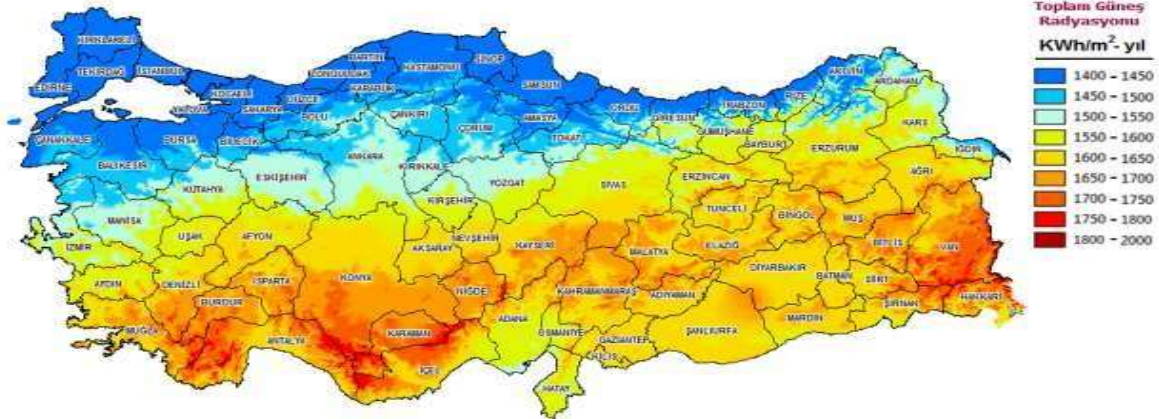 Toplam Güneş
Radyasyonu
KWh/m²- yıl
1400 - 1450
1450 - 1500
1500 - 1550
1550 - 1600
1600 - 1650
1650 - 1700
1700 - 1750
1750 - 1800
1800 - 2000
KIRKLARELİ
TEKİRDAĞ İSTANBUL
EDİRNE
KOCAELİ
YALOVA SAKARYA DÜZCE
ZONGULDAK BARTIN KASTAMONU SİNOP
KARABÜK SAMSUN
BOLU ÇANKIRI ÇORUM AMASYA ORDU GİRESUN TRABZON RİZE ARTVİN ARDAHAN
TOKAT GÜMÜŞHANE BAYBURT KARS
ÇANAKKALE BURSA BİLECİK
BALIKESİR ESKİŞEHİR ANKARA KIRIKKALE YOZGAT SİVAS ERZİNCAN ERZURUM IĞDIR
KÜTAHYA KIRŞEHİR AĞRI
MANİSA UŞAK AFYON TUNCELİ BİNGÖL MUŞ
İZMİR AKSARAY NEVŞEHİR KAYSERİ MALATYA ELAZIĞ BİTLİS VAN
AYDIN DENİZLİ ISPARTA KONYA NİĞDE KAHRAMANMARAŞ ADIYAMAN DİYARBAKIR BATMAN SİİRT
BURDUR ŞIRNAK HAKKARİ
MUĞLA ANTALYA KARAMAN ADANA OSMANİYE GAZİANTEP ŞANLIURFA MARDİN
İÇEL KİLİS
HATAY